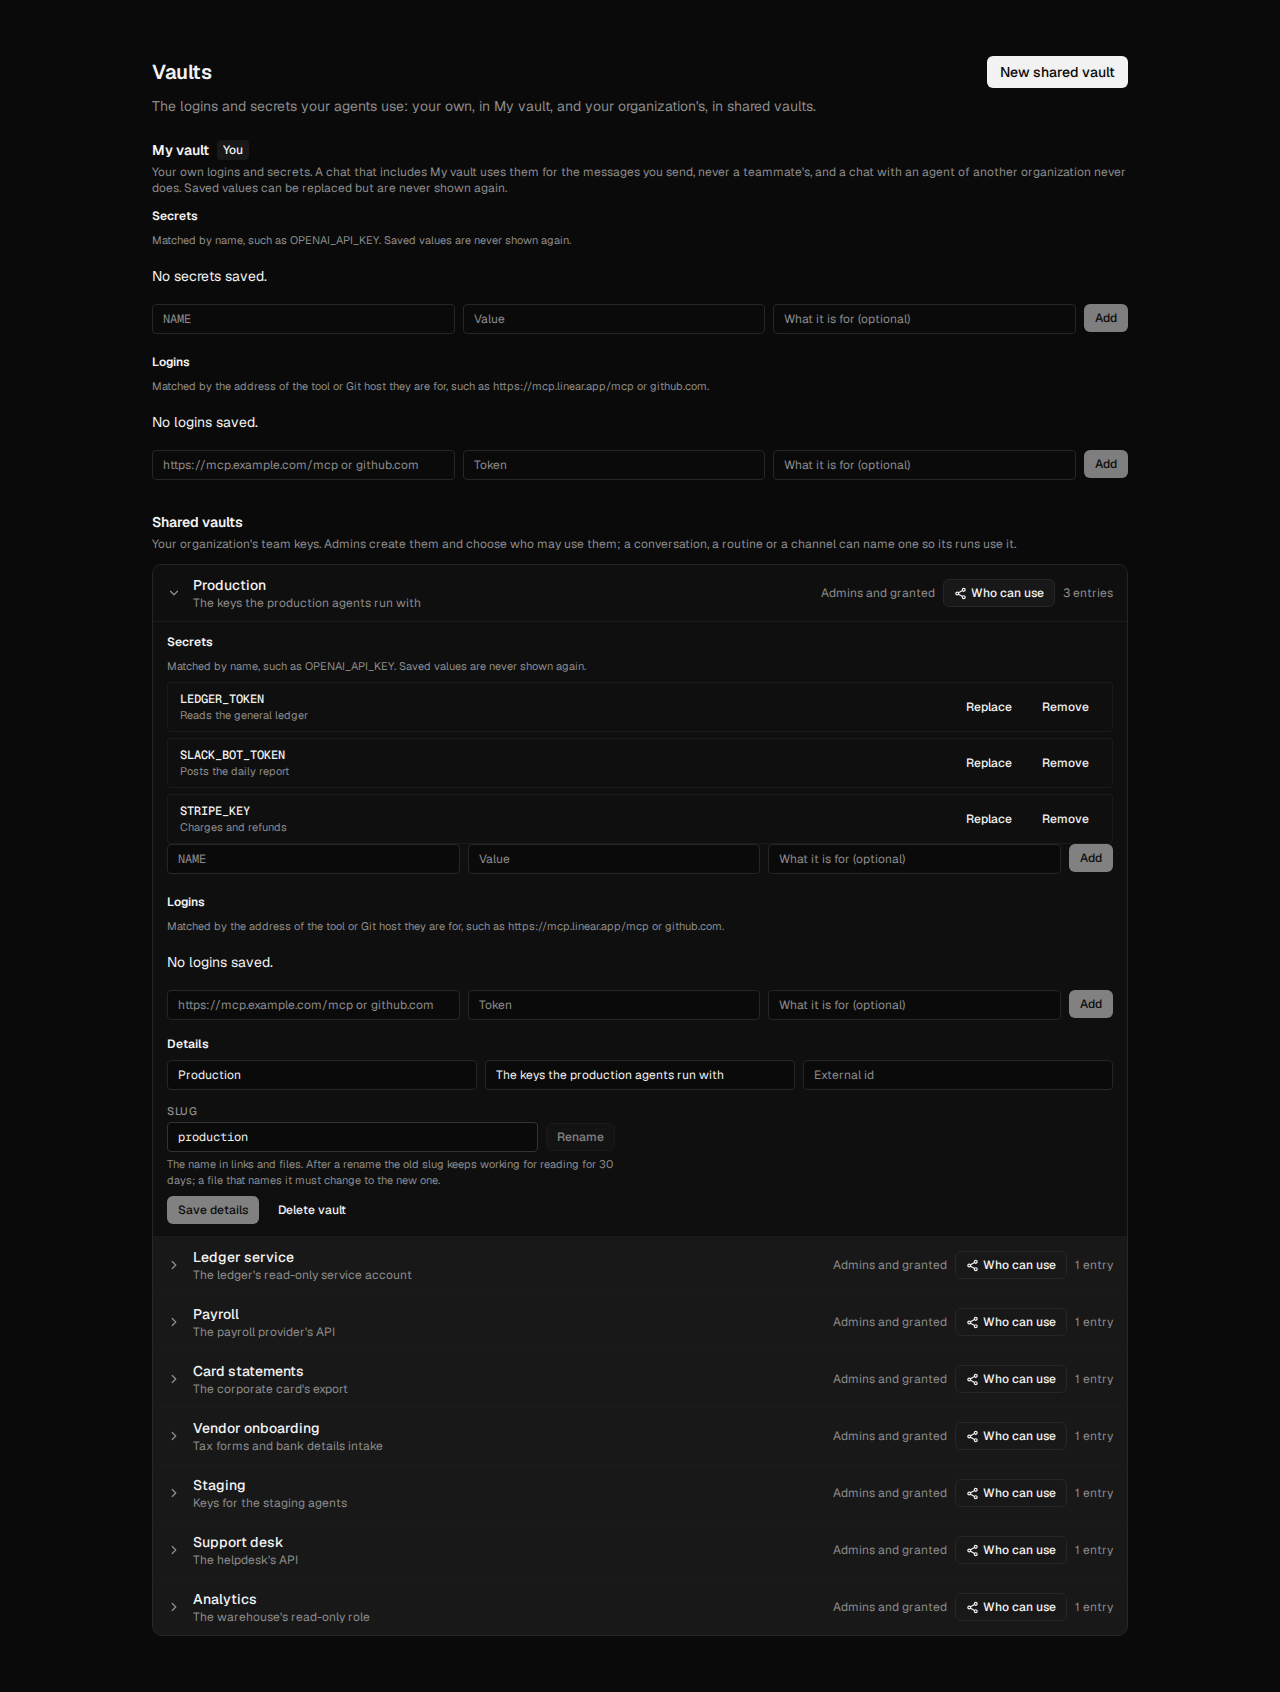 Vaults
New shared vault
The logins and secrets your agents use: your own, in My vault, and your organization's, in shared vaults.
My vault You
Your own logins and secrets. A chat that includes My vault uses them for the messages you send, never a teammate's, and a chat with an agent of another organization never
does. Saved values can be replaced but are never shown again.
Secrets
Matched by name, such as OPENAI_API_KEY. Saved values are never shown again.
No secrets saved.
NAME Value What it is for (optional) Add
Logins
Matched by the address of the tool or Git host they are for, such as https://mcp.linear.app/mcp or github.com.
No logins saved.
https://mcp.example.com/mcp or github.com Token What it is for (optional) Add
Shared vaults
Your organization's team keys. Admins create them and choose who may use them; a conversation, a routine or a channel can name one so its runs use it.
Production
The keys the production agents run with
Admins and granted Who can use 3 entries
Secrets
Matched by name, such as OPENAI_API_KEY. Saved values are never shown again.
LEDGER_TOKEN
Reads the general ledger
Replace Remove
SLACK_BOT_TOKEN
Posts the daily report
Replace Remove
STRIPE_KEY
Charges and refunds
Replace Remove
NAME Value What it is for (optional) Add
Logins
Matched by the address of the tool or Git host they are for, such as https://mcp.linear.app/mcp or github.com.
No logins saved.
https://mcp.example.com/mcp or github.com Token What it is for (optional) Add
Details
Production The keys the production agents run with External id
SLUG
production Rename
The name in links and files. After a rename the old slug keeps working for reading for 30
days; a file that names it must change to the new one.
Save details Delete vault
Ledger service
The ledger's read-only service account
Admins and granted Who can use 1 entry
Payroll
The payroll provider's API
Admins and granted Who can use 1 entry
Card statements
The corporate card's export
Admins and granted Who can use 1 entry
Vendor onboarding
Tax forms and bank details intake
Admins and granted Who can use 1 entry
Staging
Keys for the staging agents
Admins and granted Who can use 1 entry
Support desk
The helpdesk's API
Admins and granted Who can use 1 entry
Analytics
The warehouse's read-only role
Admins and granted Who can use 1 entry